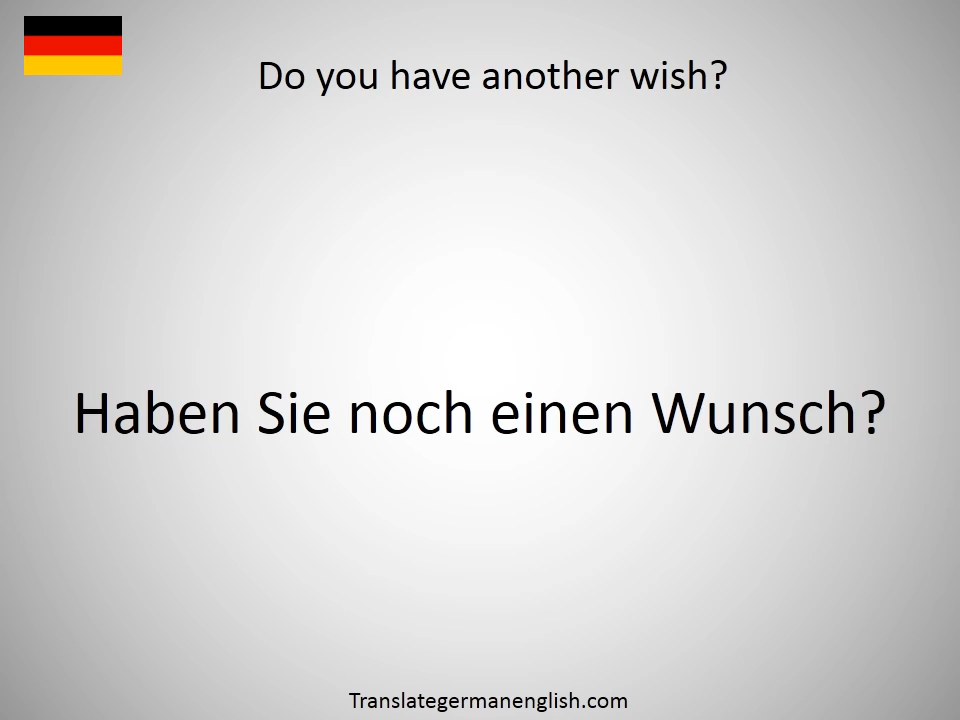 Do you have another wish?
Haben Sie noch einen Wunsch?
Translategermanenglish.com